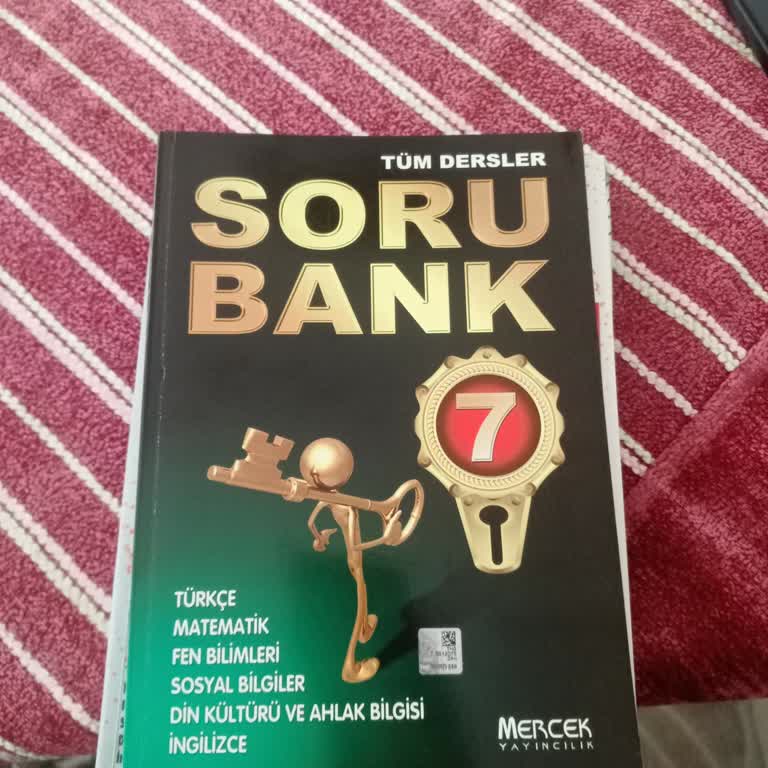 TÜM DERSLER
SORU
BANK
7
TÜRKÇE
MATEMATİK
FEN BİLİMLERİ
SOSYAL BİLGİLER
DİN KÜLTÜRÜ VE AHLAK BİLGİSİ
İNGİLİZCE
MERCEK
YAYINCILIK